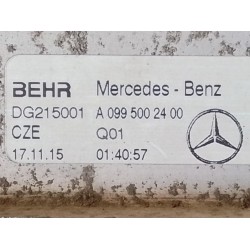 BEHR Mercedes - Benz
DG215001 A 099 500 24 00
CZE Q01
17.11.15 01:40:57